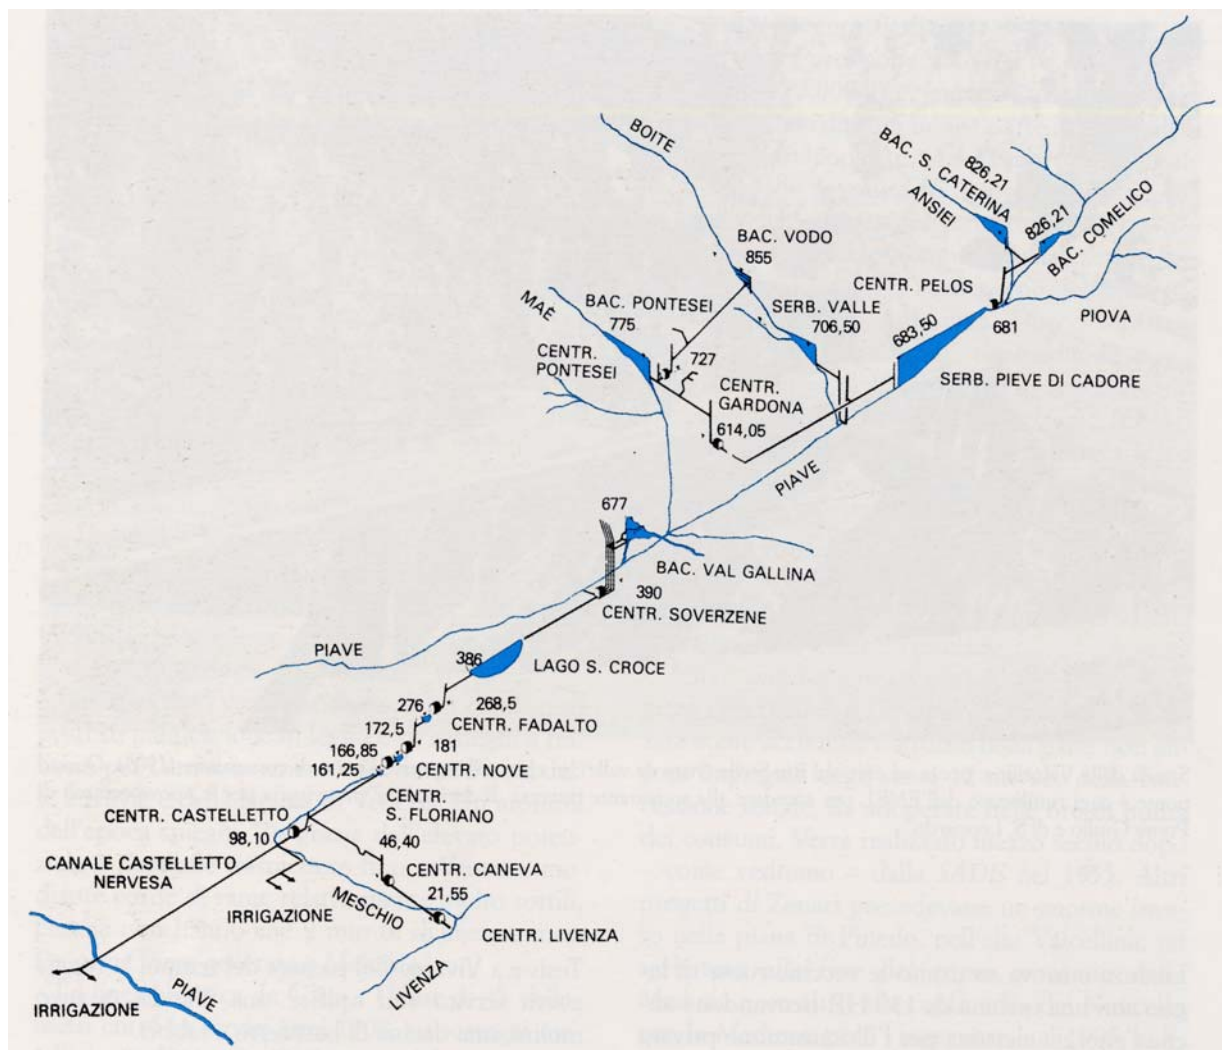 BOITE
BAC. S. CATERINA
826,21
ANSIEI
826,21
BAC. COMELICO
BAC. VODO
855
CENTR. PELOS
MAÈ
BAC. PONTESEI
775
SERB. VALLE
706,50
683,50
681
PIOVA
CENTR.
PONTESEI
727
CENTR.
GARDONA
SERB. PIEVE DI CADORE
614,05
PIAVE
677
BAC. VAL GALLINA
390
CENTR. SOVERZENE
PIAVE
386
LAGO S. CROCE
276
268,5
172,5
CENTR. FADALTO
166,85
181
161,25
CENTR. NOVE
CENTR.
S. FLORIANO
CENTR. CASTELLETTO
98,10
46,40
CANALE CASTELLETTO
NERVESA
CENTR. CANEVA
21,55
MESCHIO
IRRIGAZIONE
CENTR. LIVENZA
LIVENZA
PIAVE
IRRIGAZIONE